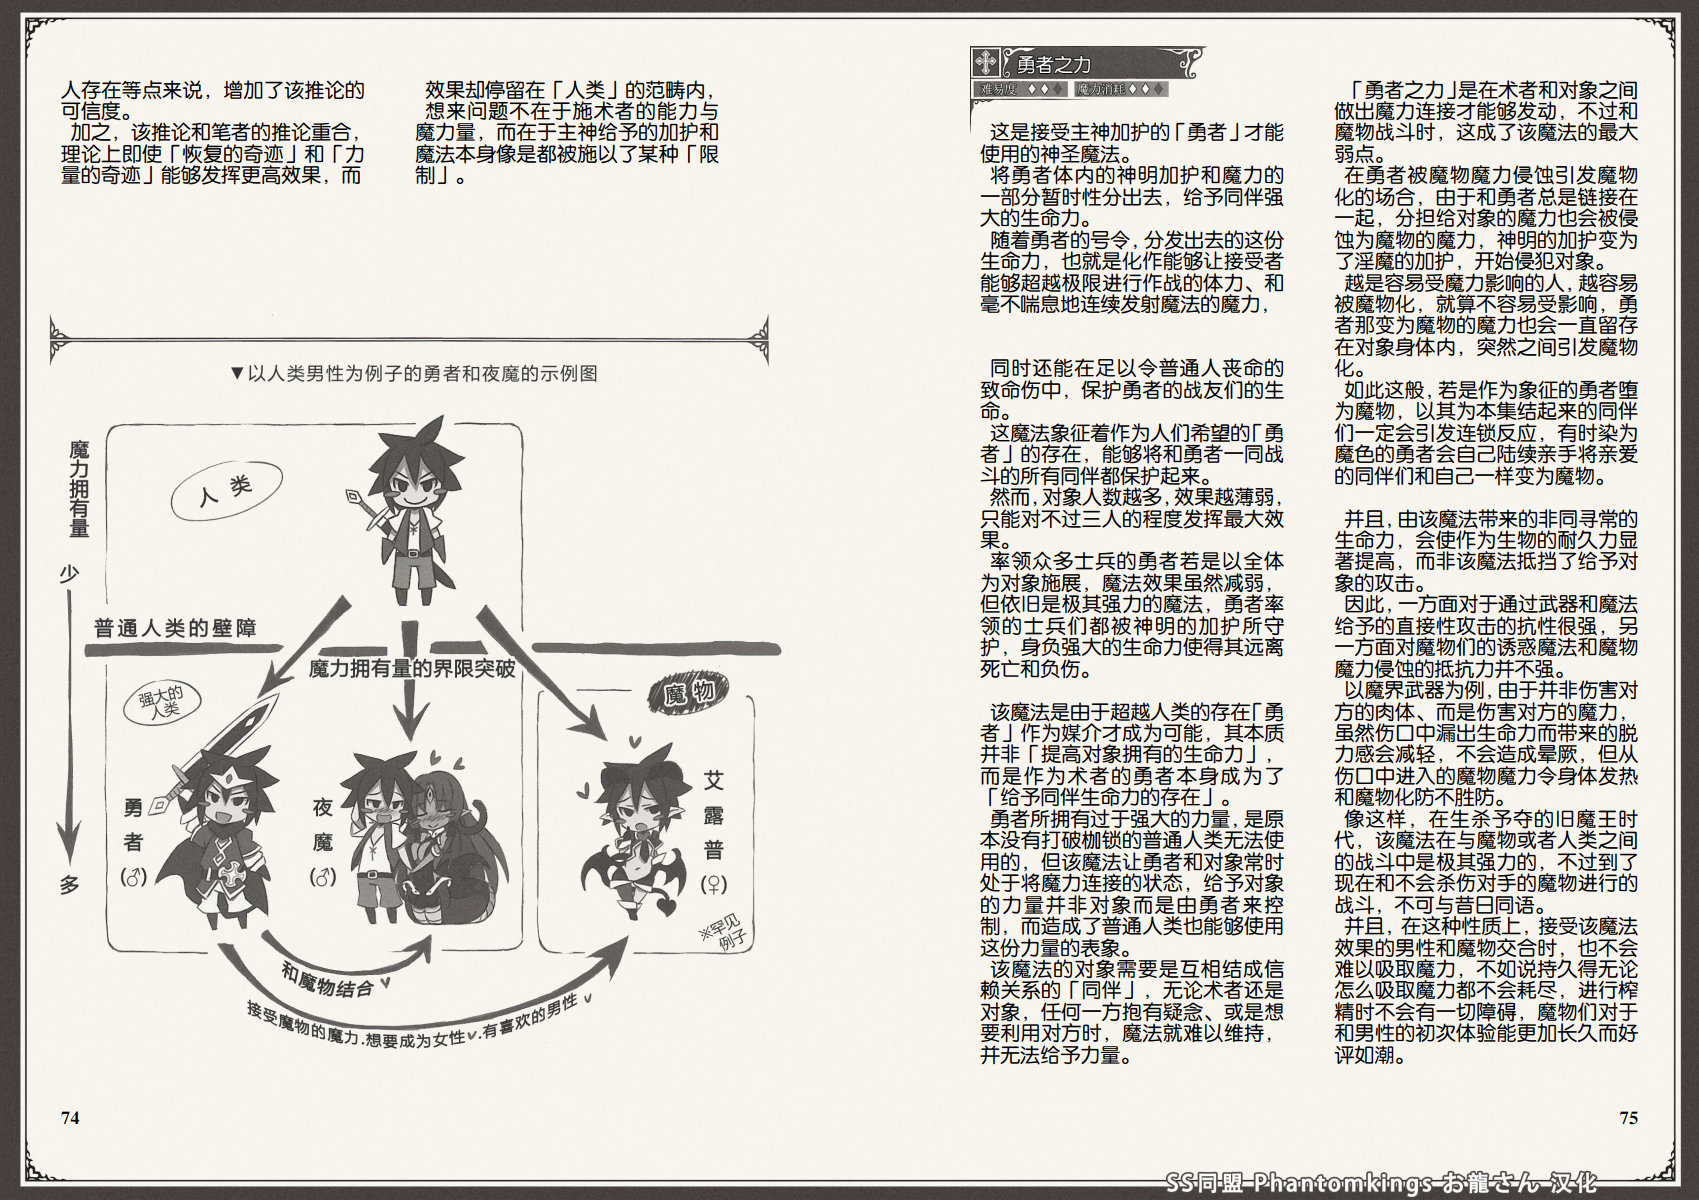 人存在等点来说，增加了该推论的
可信度。
加之，该推论和笔者的推论重合，
理论上即使「恢复的奇迹」和「力
量的奇迹」能够发挥更高效果，而
效果却停留在「人类」的范畴内，
想来问题不在于施术者的能力与
魔力量，而在于主神给予的加护和
魔法本身像是都被施以了某种「限
制」。
▼以人类男性为例子的勇者和夜魔的示例图
魔力拥有量
少
多
人类
普通人类的壁障
魔力拥有量的界限突破
强大的
人类
魔物
勇者
(♂)
夜魔
(♂)
艾露普
(♀)
※罕见
例子
和魔物结合
接受魔物的魔力.想要成为女性.有喜欢的男性
74
勇者之力
难易度
魔力消耗
这是接受主神加护的「勇者」才能
使用的神圣魔法。
将勇者体内的神明加护和魔力的
一部分暂时性分出去，给予同伴强
大的生命力。
随着勇者的号令，分发出去的这份
生命力，也就是化作能够让接受者
能够超越极限进行作战的体力、和
毫不喘息地连续发射魔法的魔力，
同时还能在足以令普通人丧命的
致命伤中，保护勇者的战友们的生
命。
这魔法象征着作为人们希望的「勇
者」的存在，能够将和勇者一同战
斗的所有同伴都保护起来。
然而，对象人数越多，效果越薄弱，
只能对不过三人的程度发挥最大效
果。
率领众多士兵的勇者若是以全体
为对象施展，魔法效果虽然减弱，
但依旧是极其强力的魔法，勇者率
领的士兵们都被神明的加护所守
护，身负强大的生命力使得其远离
死亡和负伤。
该魔法是由于超越人类的存在「勇
者」作为媒介才成为可能，其本质
并非「提高对象拥有的生命力」，
而是作为术者的勇者本身成为了
「给予同伴生命力的存在」。
勇者所拥有过于强大的力量，是原
本没有打破枷锁的普通人类无法使
用的，但该魔法让勇者和对象常时
处于将魔力连接的状态，给予对象
的力量并非对象而是由勇者来控
制，而造成了普通人类也能够使用
这份力量的表象。
该魔法的对象需要是互相结成信
赖关系的「同伴」，无论术者还是
对象，任何一方抱有疑念、或是想
要利用对方时，魔法就难以维持，
并无法给予力量。
「勇者之力」是在术者和对象之间
做出魔力连接才能够发动，不过和
魔物战斗时，这成了该魔法的最大
弱点。
在勇者被魔物魔力侵蚀引发魔物
化的场合，由于和勇者总是链接在
一起，分担给对象的魔力也会被侵
蚀为魔物的魔力，神明的加护变为
了淫魔的加护，开始侵犯对象。
越是容易受魔力影响的人，越容易
被魔物化，就算不容易受影响，勇
者那变为魔物的魔力也会一直留存
在对象身体内，突然之间引发魔物
化。
如此这般，若是作为象征的勇者堕
为魔物，以其为本集结起来的同伴
们一定会引发连锁反应，有时染为
魔色的勇者会自己陆续亲手将亲爱
的同伴们和自己一样变为魔物。
并且，由该魔法带来的非同寻常的
生命力，会使作为生物的耐久力显
著提高，而非该魔法抵挡了给予对
象的攻击。
因此，一方面对于通过武器和魔法
给予的直接性攻击的抗性很强，另
一方面对魔物们的诱惑魔法和魔物
魔力侵蚀的抵抗力并不强。
以魔界武器为例，由于并非伤害对
方的肉体、而是伤害对方的魔力，
虽然伤口中漏出生命力而带来的脱
力感会减轻，不会造成晕厥，但从
伤口中进入的魔物魔力令身体发热
和魔物化防不胜防。
像这样，在生杀予夺的旧魔王时
代，该魔法在与魔物或者人类之间
的战斗中是极其强力的，不过到了
现在和不会杀伤对手的魔物进行的
战斗，不可与昔日同语。
并且，在这种性质上，接受该魔法
效果的男性和魔物交合时，也不会
难以吸取魔力，不如说持久得无论
怎么吸取魔力都不会耗尽，进行榨
精时不会有一切障碍，魔物们对于
和男性的初次体验能更加长久而好
评如潮。
75
SS同盟 Phantomkings お龍さん 汉化